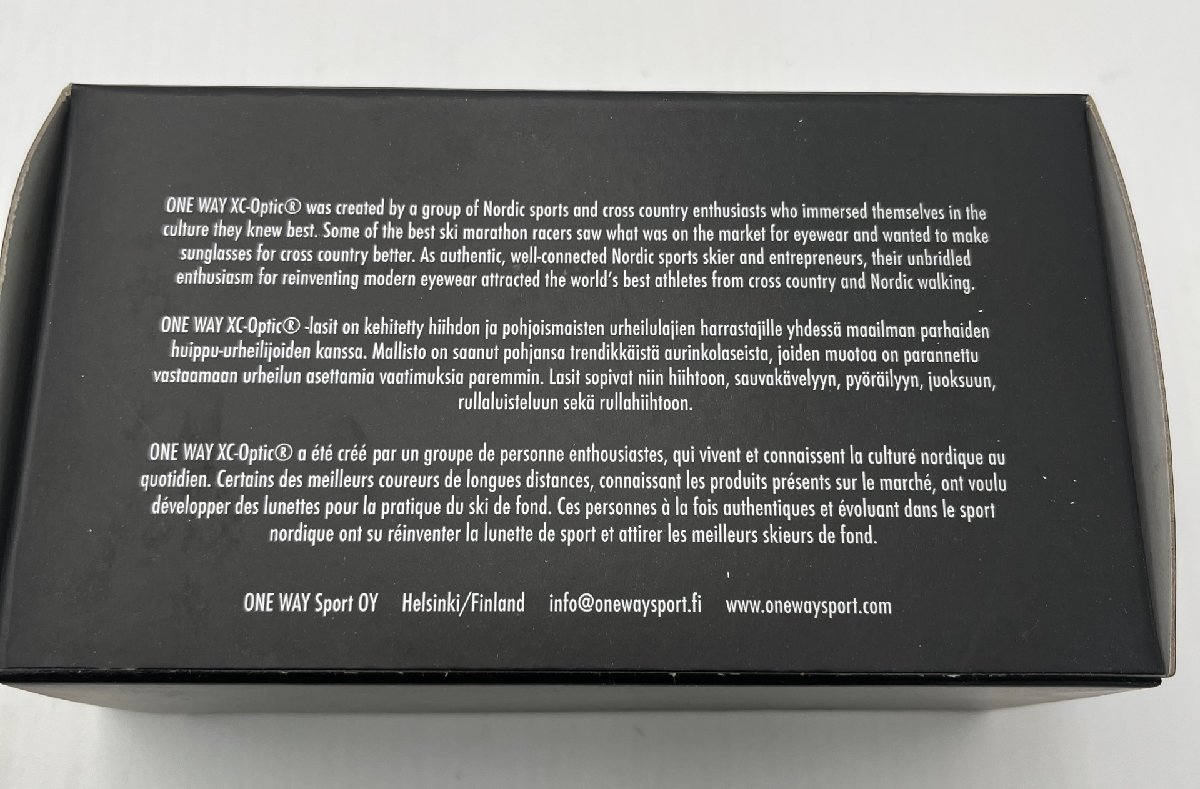 ONE WAY XC-Optic® was created by a group of Nordic sports and cross country enthusiasts who immersed themselves in the
culture they knew best. Some of the best ski marathon racers saw what was on the market for eyewear and wanted to make
sunglasses for cross country better. As authentic, well-connected Nordic sports skier and entrepreneurs, their unbridled
enthusiasm for reinventing modern eyewear attracted the world's best athletes from cross country and Nordic walking.
ONE WAY XC-Optic® -lasit on kehitetty hiihdon ja pohjoismaisten urheilulajien harrastajille yhdessä maailman parhaiden
huippu-urheilijoiden kanssa. Mallisto on saanut pohjansa trendikkäistä aurinkolaseista, joiden muotoa on parannettu
vastaamaan urheilun asettamia vaatimuksia paremmin. Lasit sopivat niin hiihtoon, sauvakävelyyn, pyöräilyyn, juoksuun,
rullaluisteluun sekä rullahiihtoon.
ONE WAY XC-Optic® a été créé par un groupe de personne enthousiastes, qui vivent et connaissent la culture nordique au
quotidien. Certains des meilleurs coureurs de longues distances, connaissant les produits présents sur le marché, ont voulu
développer des lunettes pour la pratique du ski de fond. Ces personnes à la fois authentiques et évoluant dans le sport
nordique ont su réinventer la lunette de sport et attirer les meilleurs skieurs de fond.
ONE WAY Sport OY Helsinki/Finland info@onewaysport.fi www.onewaysport.com